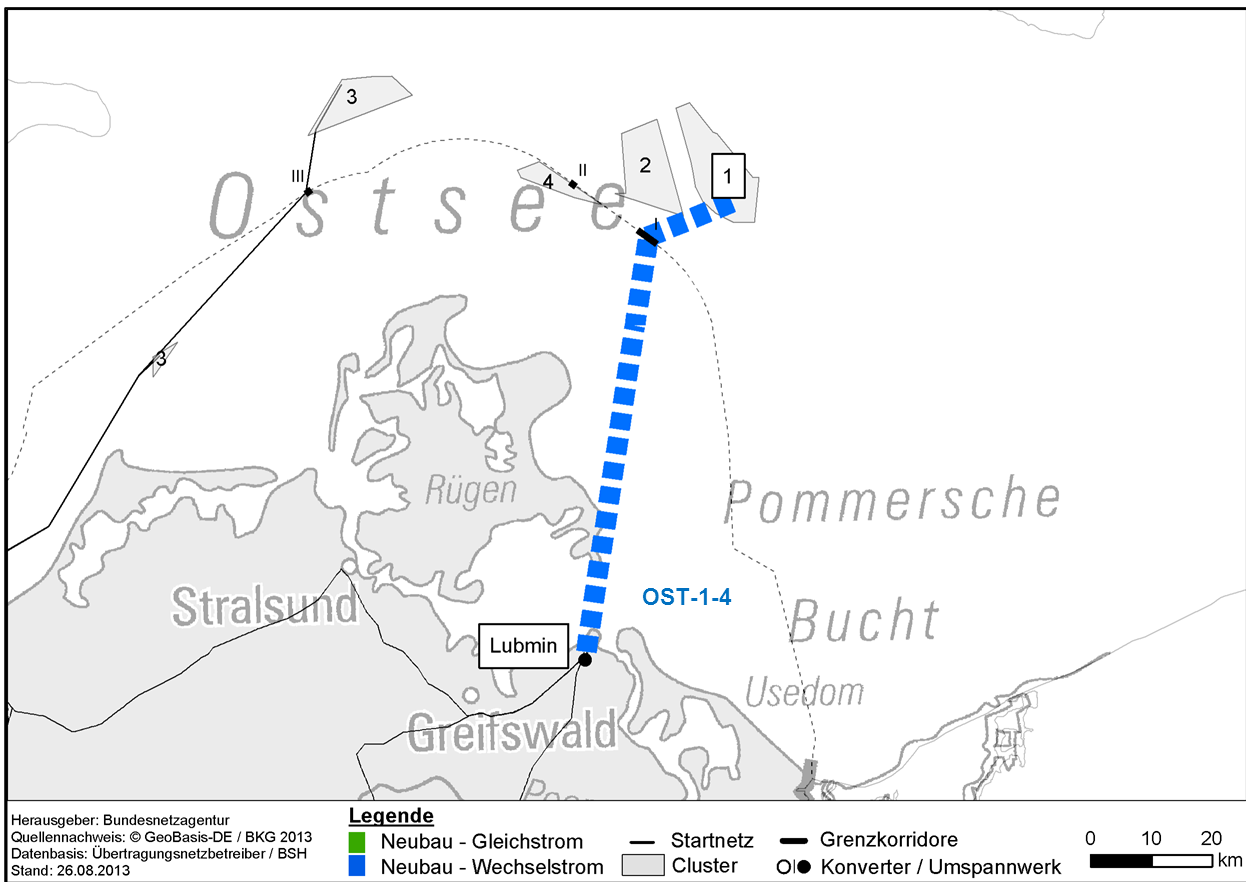 3
III
II
2
4
1
Ostsee
I
3
Rügen
Pommersche
OST-1-4
Stralsund
Bucht
Lubmin
Usedom
Greifswald
Herausgeber: Bundesnetzagentur
Quellennachweis: © GeoBasis-DE / BKG 2013
Datenbasis: Übertragungsnetzbetreiber / BSH
Stand: 26.08.2013
Legende
Neubau - Gleichstrom
Neubau - Wechselstrom
Startnetz
Cluster
Grenzkorridore
Konverter / Umspannwerk
0 10 20
km